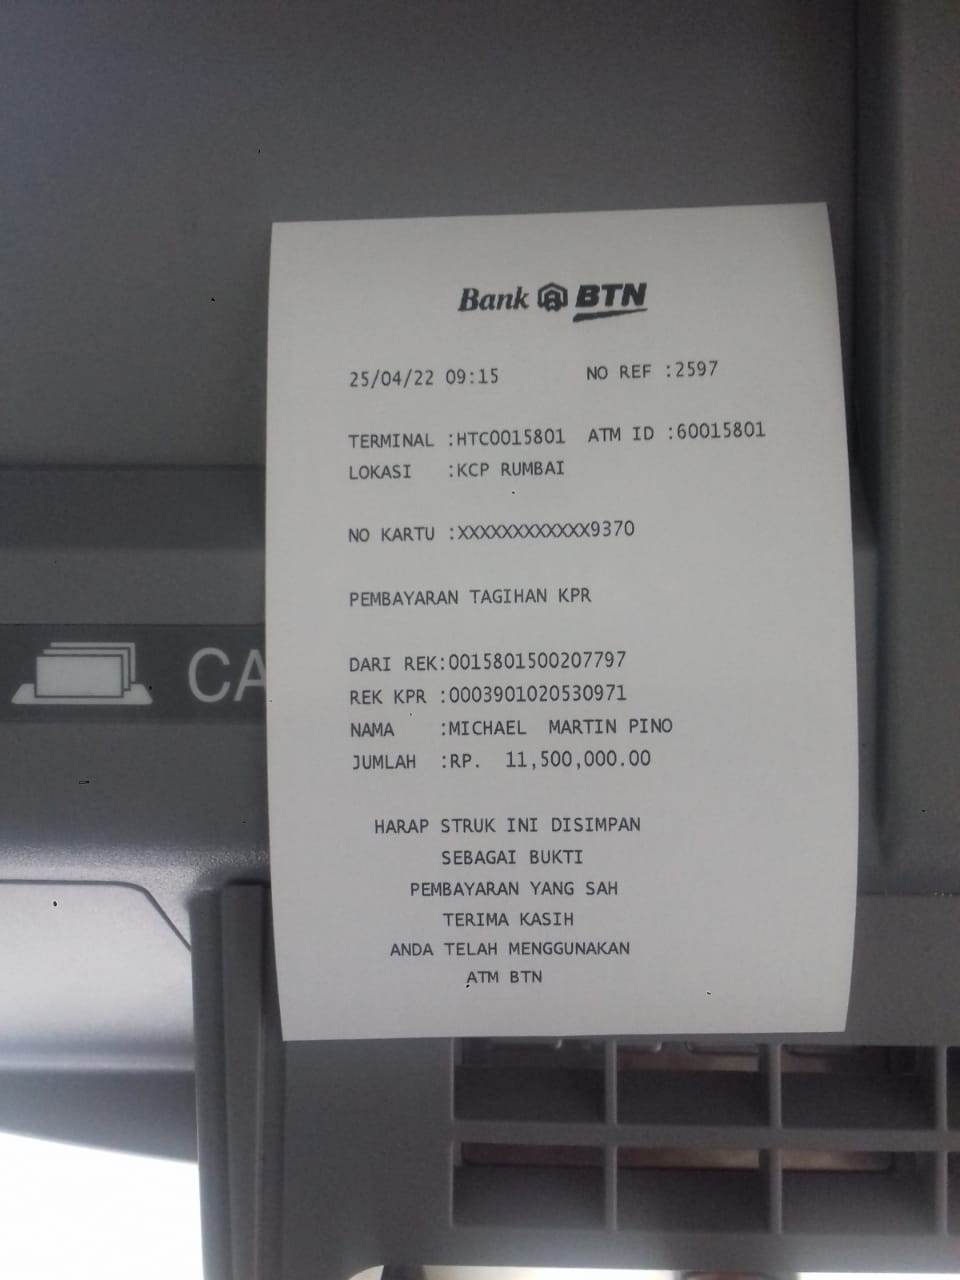 Bank BTN
25/04/22 09:15 NO REF :2597
TERMINAL :HTC0015801 ATM ID :60015801
LOKASI :KCP RUMBAI
NO KARTU :XXXXXXXXXXXX9370
PEMBAYARAN TAGIHAN KPR
DARI REK:0015801500207797
REK KPR :0003901020530971
NAMA :MICHAEL MARTIN PINO
JUMLAH :RP. 11,500,000.00
HARAP STRUK INI DISIMPAN
SEBAGAI BUKTI
PEMBAYARAN YANG SAH
TERIMA KASIH
ANDA TELAH MENGGUNAKAN
ATM BTN
CA